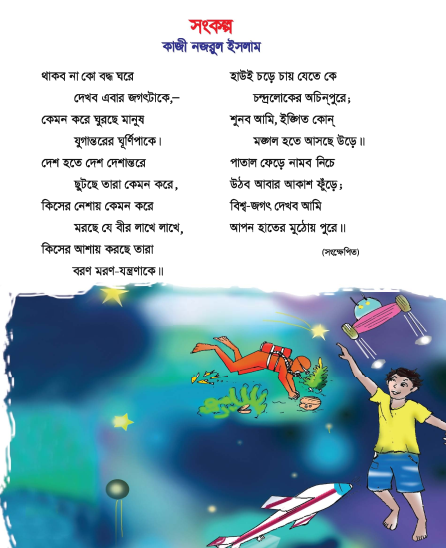 সংকল্প
কাজী নজরুল ইসলাম
থাকব না কো বদ্ধ ঘরে
দেখব এবার জগৎটাকে,–
কেমন করে ঘুরছে মানুষ
যুগান্তরের ঘূর্ণিপাকে।
দেশ হতে দেশ দেশান্তরে
ছুটছে তারা কেমন করে,
কিসের নেশায় কেমন করে
মরছে যে বীর লাখে লাখে,
কিসের আশায় করছে তারা
বরণ মরণ-যন্ত্রণাকে॥
হাউই চড়ে চায় যেতে কে
চন্দ্রলোকের অচিন্‌পুরে;
শুনব আমি, ইঙ্গিত কোন্
মঙ্গল হতে আসছে উড়ে॥
পাতাল ফেড়ে নামব নিচে
উঠব আবার আকাশ ফুঁড়ে;
বিশ্ব-জগৎ দেখব আমি
আপন হাতের মুঠোয় পুরে॥
(সংক্ষেপিত)